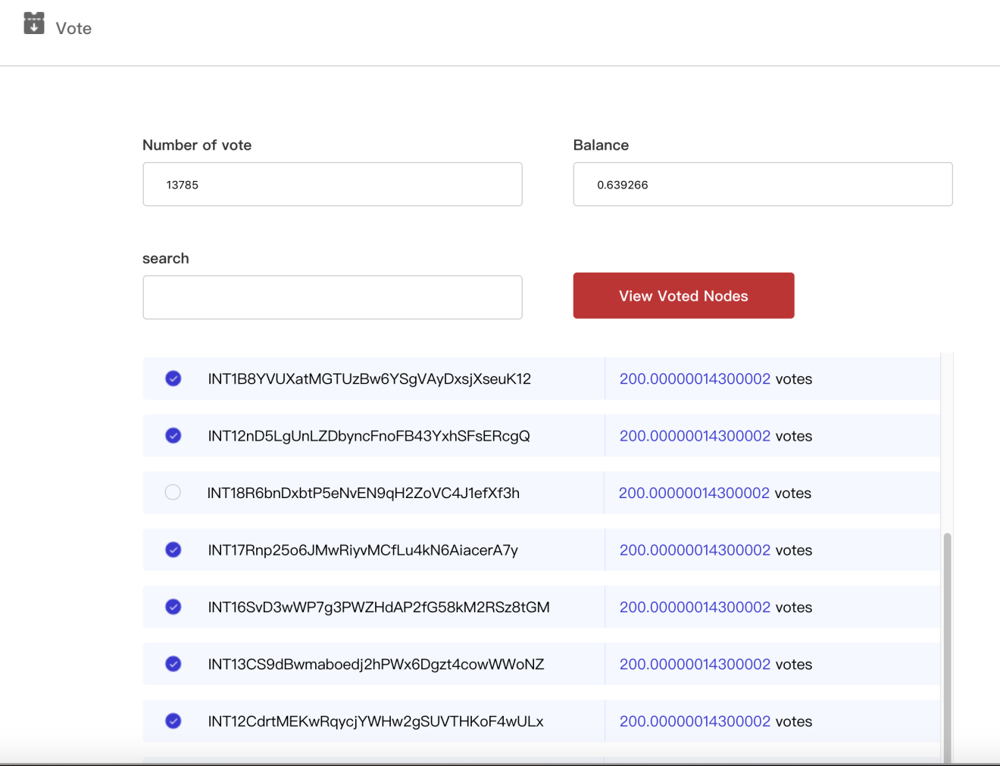 Vote
Number of vote
Balance
13785
0.639266
search
View Voted Nodes
INT1B8YVUXatMGTUzBw6YSgVAyDxsjXseuK12 200.00000014300002 votes
INT12nD5LgUnLZDbyncFnoFB43YxhSFsERcgQ 200.00000014300002 votes
INT18R6bnDxbtP5eNvEN9qH2ZoVC4J1efXf3h 200.00000014300002 votes
INT17Rnp25o6JMwRiyvMCfLu4kN6AiacerA7y 200.00000014300002 votes
INT16SvD3wWP7g3PWZHdAP2fG58kM2RSz8tGM 200.00000014300002 votes
INT13CS9dBwmaboedj2hPWx6Dgzt4cowWWoNZ 200.00000014300002 votes
INT12CdrtMEKwRqycjYWHw2gSUVTHKoF4wULx 200.00000014300002 votes